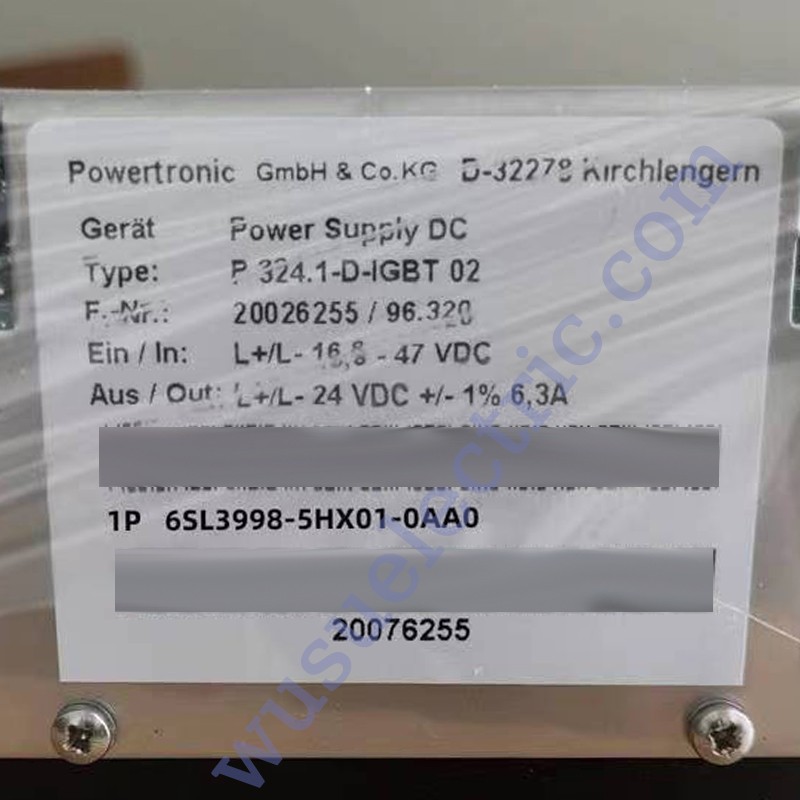 Powertronic GmbH & Co.KG D-32278 Kirchlengern
Gerät Power Supply DC
Type: P 324.1-D-IGBT 02
F.-Nr.: 20026255 / 96.320
Ein / In: L+/L- 16,8 - 47 VDC
Aus / Out: L+/L- 24 VDC +/- 1% 6,3A
1P 6SL3998-5HX01-0AA0
20076255
wusuelectric.com